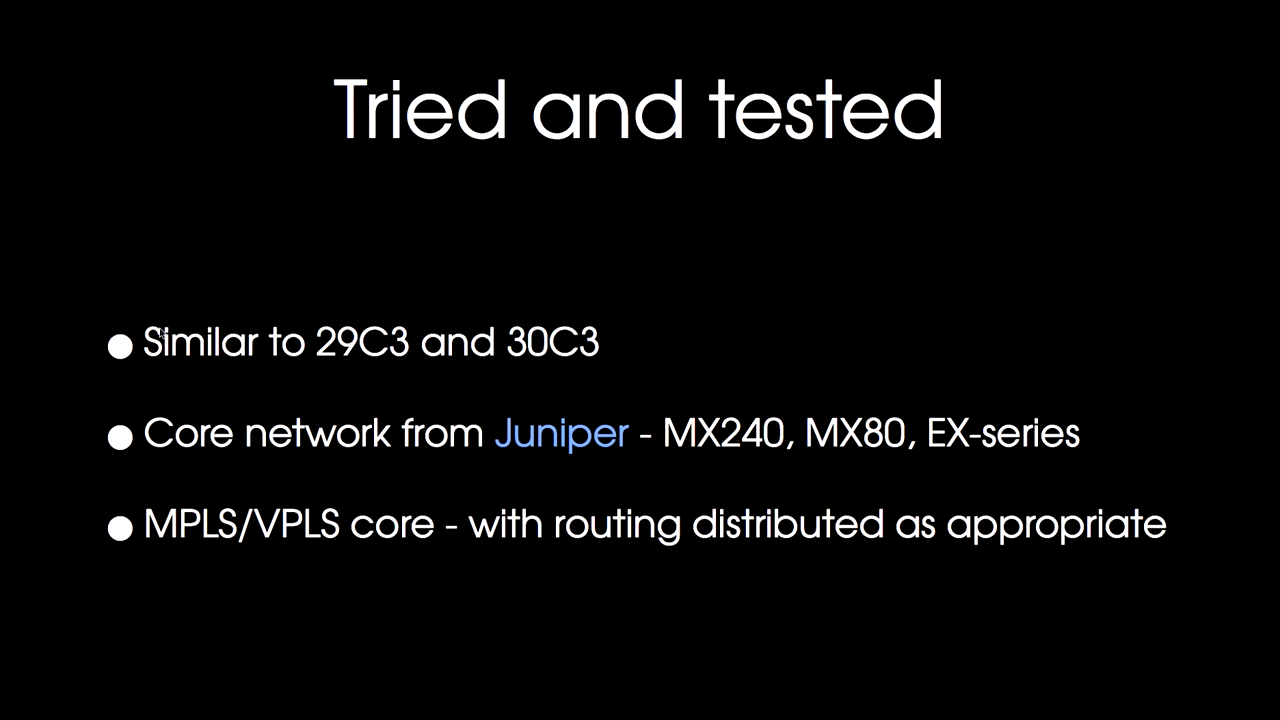 Tried and tested
● Similar to 29C3 and 30C3
● Core network from Juniper - MX240, MX80, EX-series
● MPLS/VPLS core - with routing distributed as appropriate